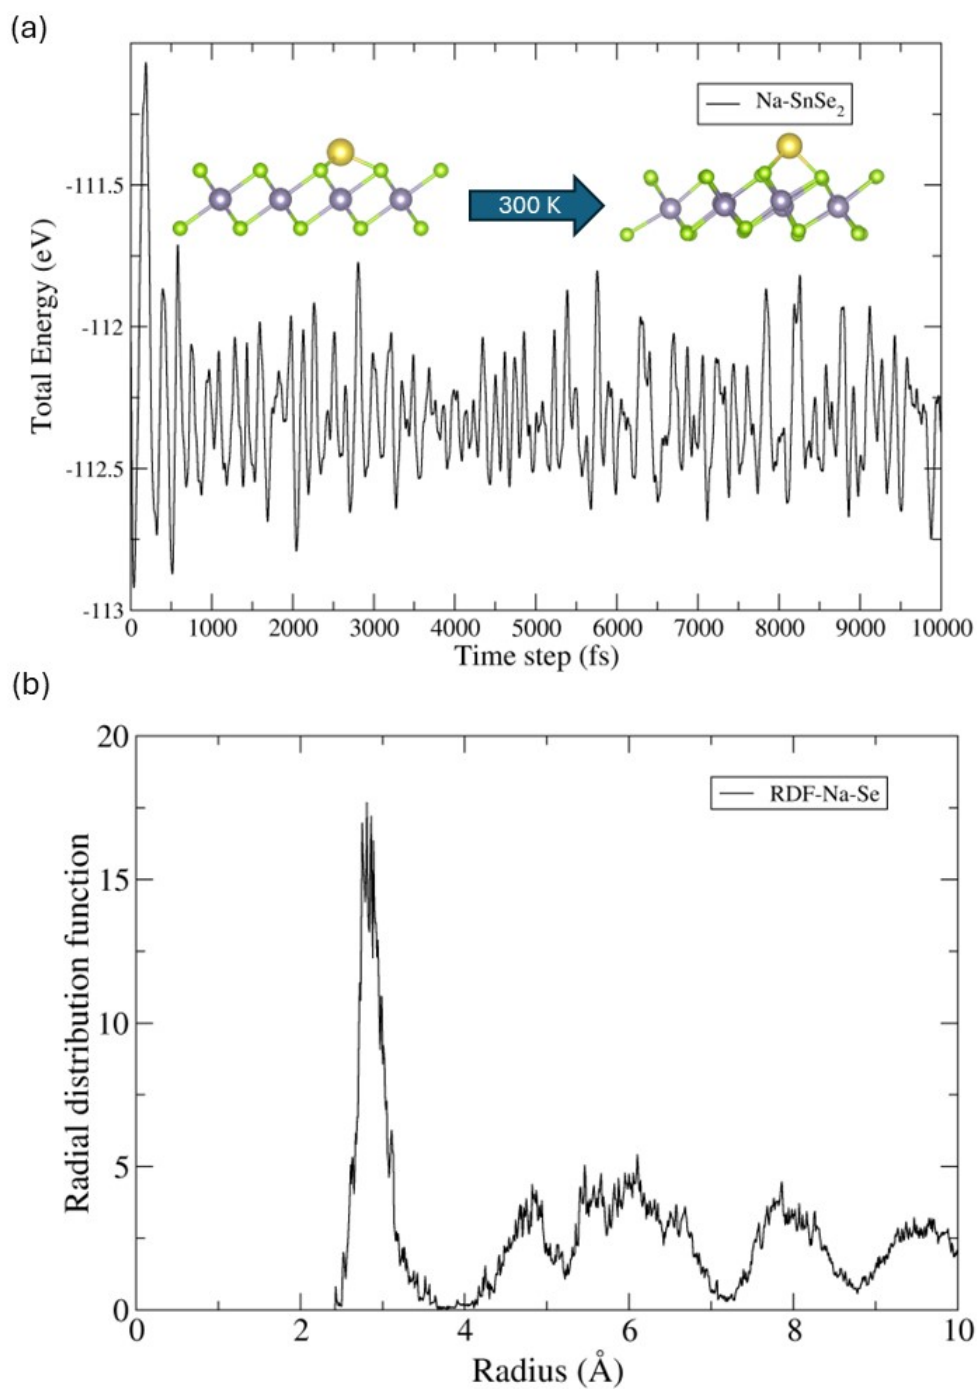 (a)
Na-SnSe₂
-111.5
300 K
Total Energy (eV)
-112
-112.5
-113
0 1000 2000 3000 4000 5000 6000 7000 8000 9000 10000
Time step (fs)
(b)
20
RDF-Na-Se
15
Radial distribution function
10
5
0
0 2 4 6 8 10
Radius (Å)